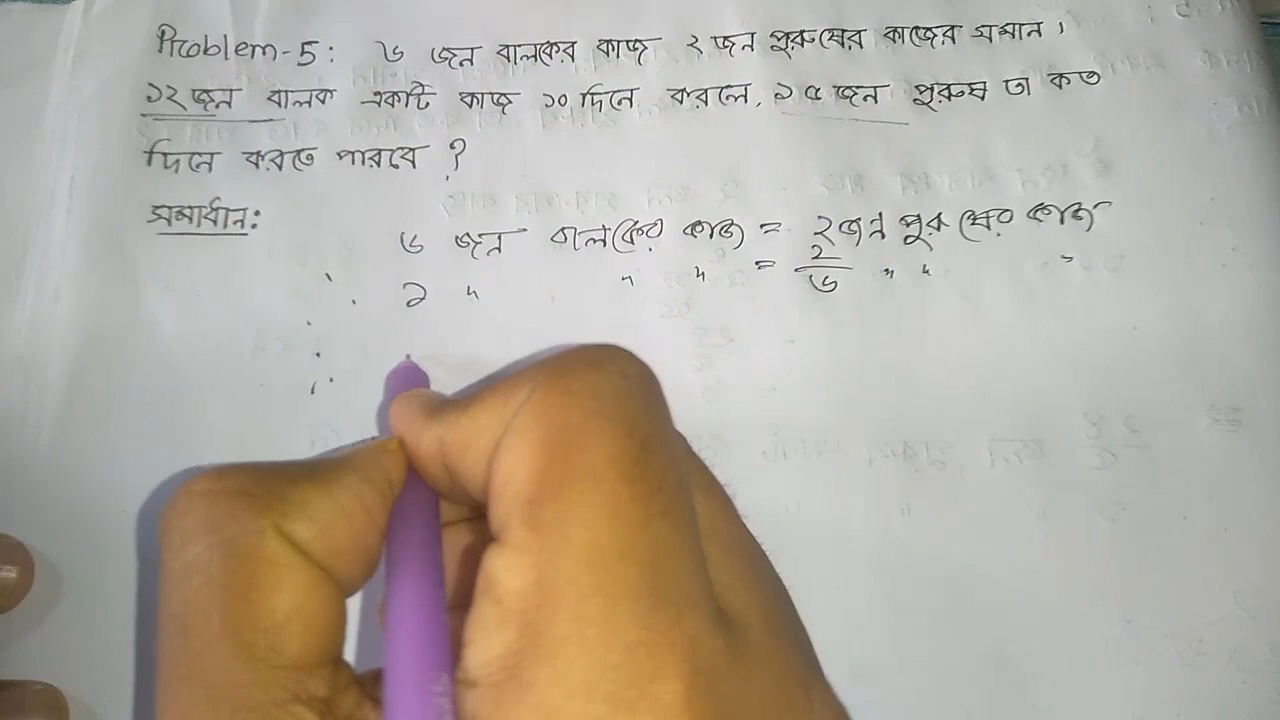 Problem-5: ৬ জন বালকের কাজ ২ জন পুরুষের কাজের সমান,
১২ জন বালক একটি কাজ ১০ দিনে করলে, ১৫ জন পুরুষ তা কত
দিনে করতে পারবে ?
সমাধান:
৬ জন বালকের কাজ = ২ জন পুরুষের কাজ
∴ ১ " " " = ২/৬ " " "